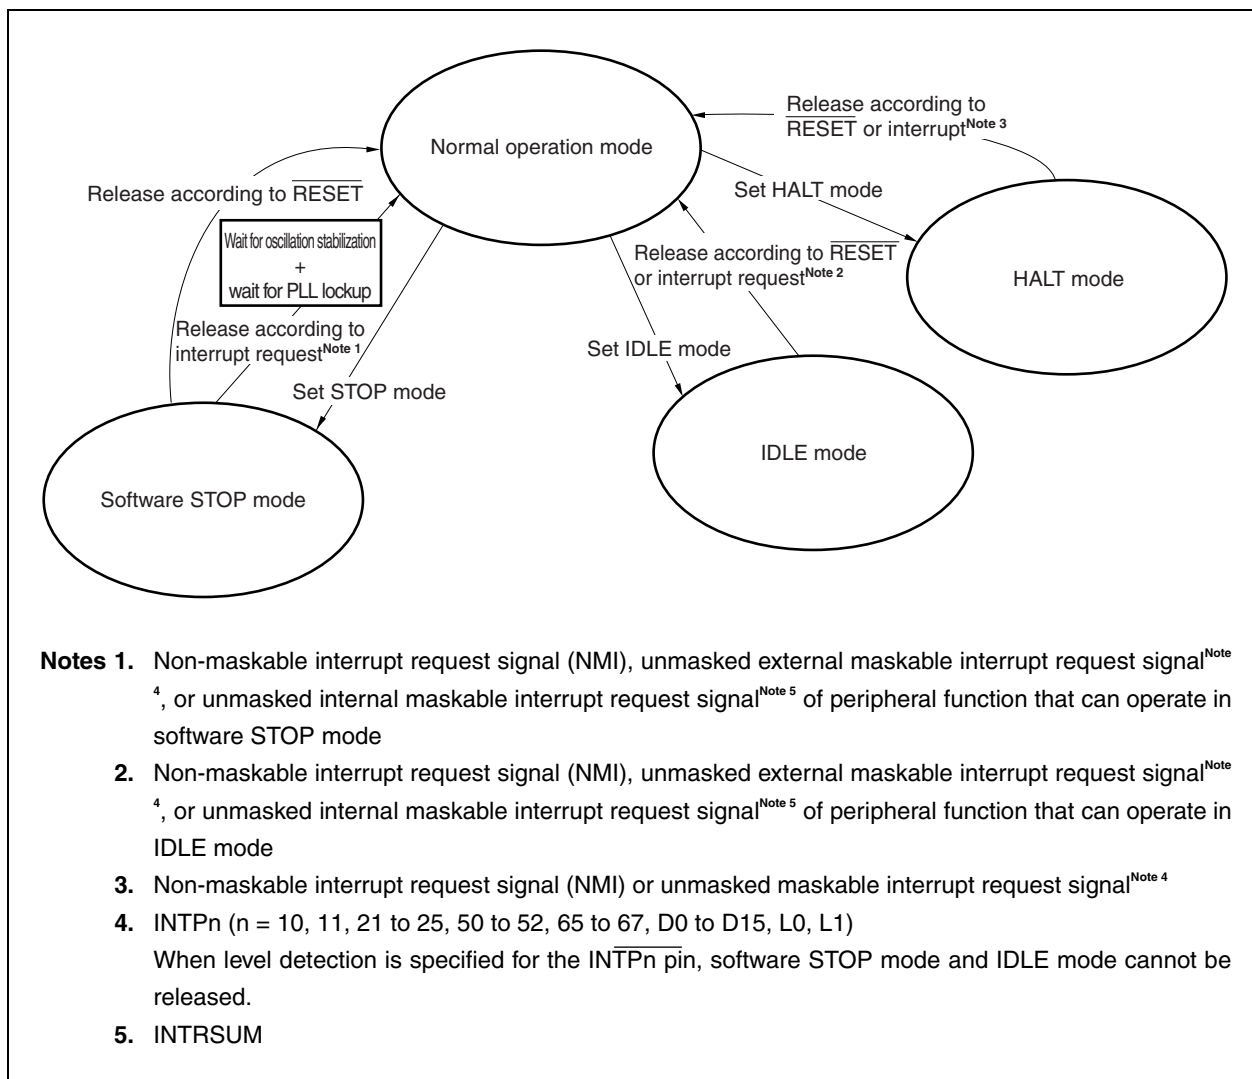 Normal operation mode
Release according to
RESET or interrupt Note 3
Release according to RESET
Set HALT mode
Wait for oscillation stabilization
+
wait for PLL lockup
Release according to RESET
or interrupt request Note 2
HALT mode
Release according to
interrupt request Note 1
Set IDLE mode
Set STOP mode
IDLE mode
Software STOP mode
Notes 1. Non-maskable interrupt request signal (NMI), unmasked external maskable interrupt request signal Note
4, or unmasked internal maskable interrupt request signal Note 5 of peripheral function that can operate in
software STOP mode
2. Non-maskable interrupt request signal (NMI), unmasked external maskable interrupt request signal Note
4, or unmasked internal maskable interrupt request signal Note 5 of peripheral function that can operate in
IDLE mode
3. Non-maskable interrupt request signal (NMI) or unmasked maskable interrupt request signal Note 4
4. INTPn (n = 10, 11, 21 to 25, 50 to 52, 65 to 67, D0 to D15, L0, L1)
When level detection is specified for the INTPn pin, software STOP mode and IDLE mode cannot be
released.
5. INTRSUM